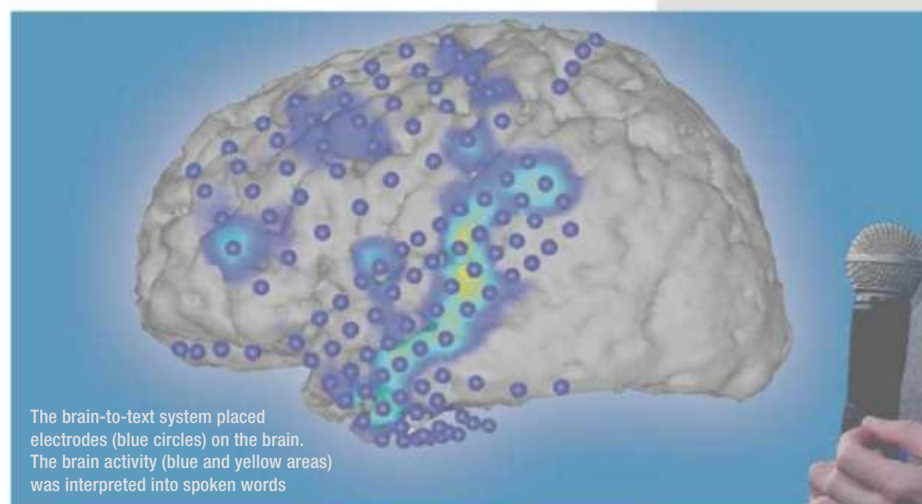 The brain-to-text system placed
electrodes (blue circles) on the brain.
The brain activity (blue and yellow areas)
was interpreted into spoken words